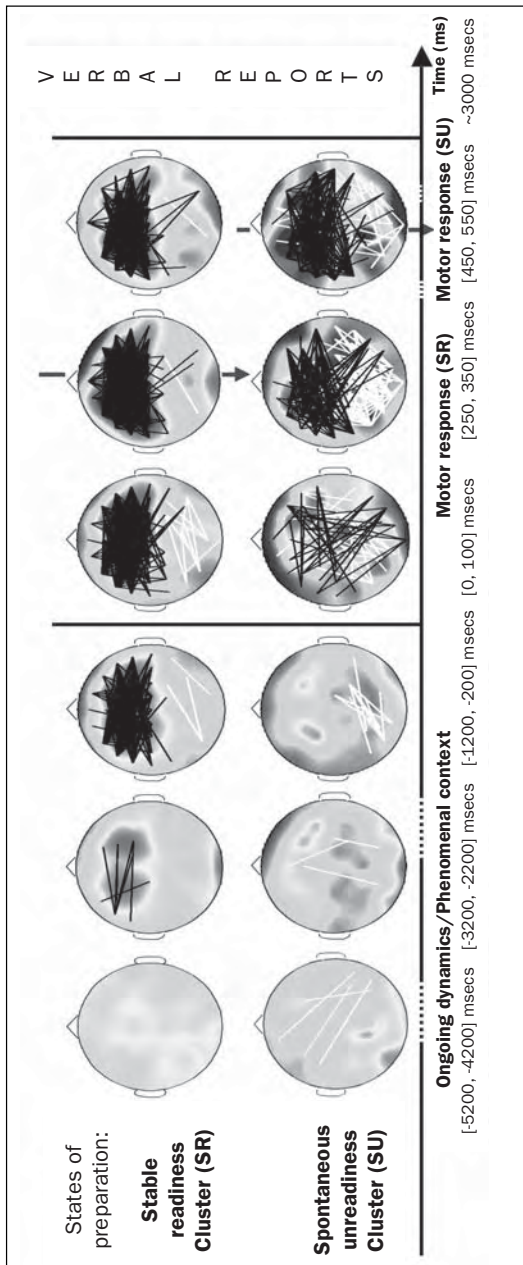 States of
preparation:
Stable
readiness
Cluster (SR)
Spontaneous
unreadiness
Cluster (SU)
V E R B A L   R E P O R T S
Time (ms)
Ongoing dynamics/Phenomenal context
Motor response (SR)
Motor response (SU)
[-5200, -4200] msecs
[-3200, -2200] msecs
[-1200, -200] msecs
[0, 100] msecs
[250, 350] msecs
[450, 550] msecs
~3000 msecs